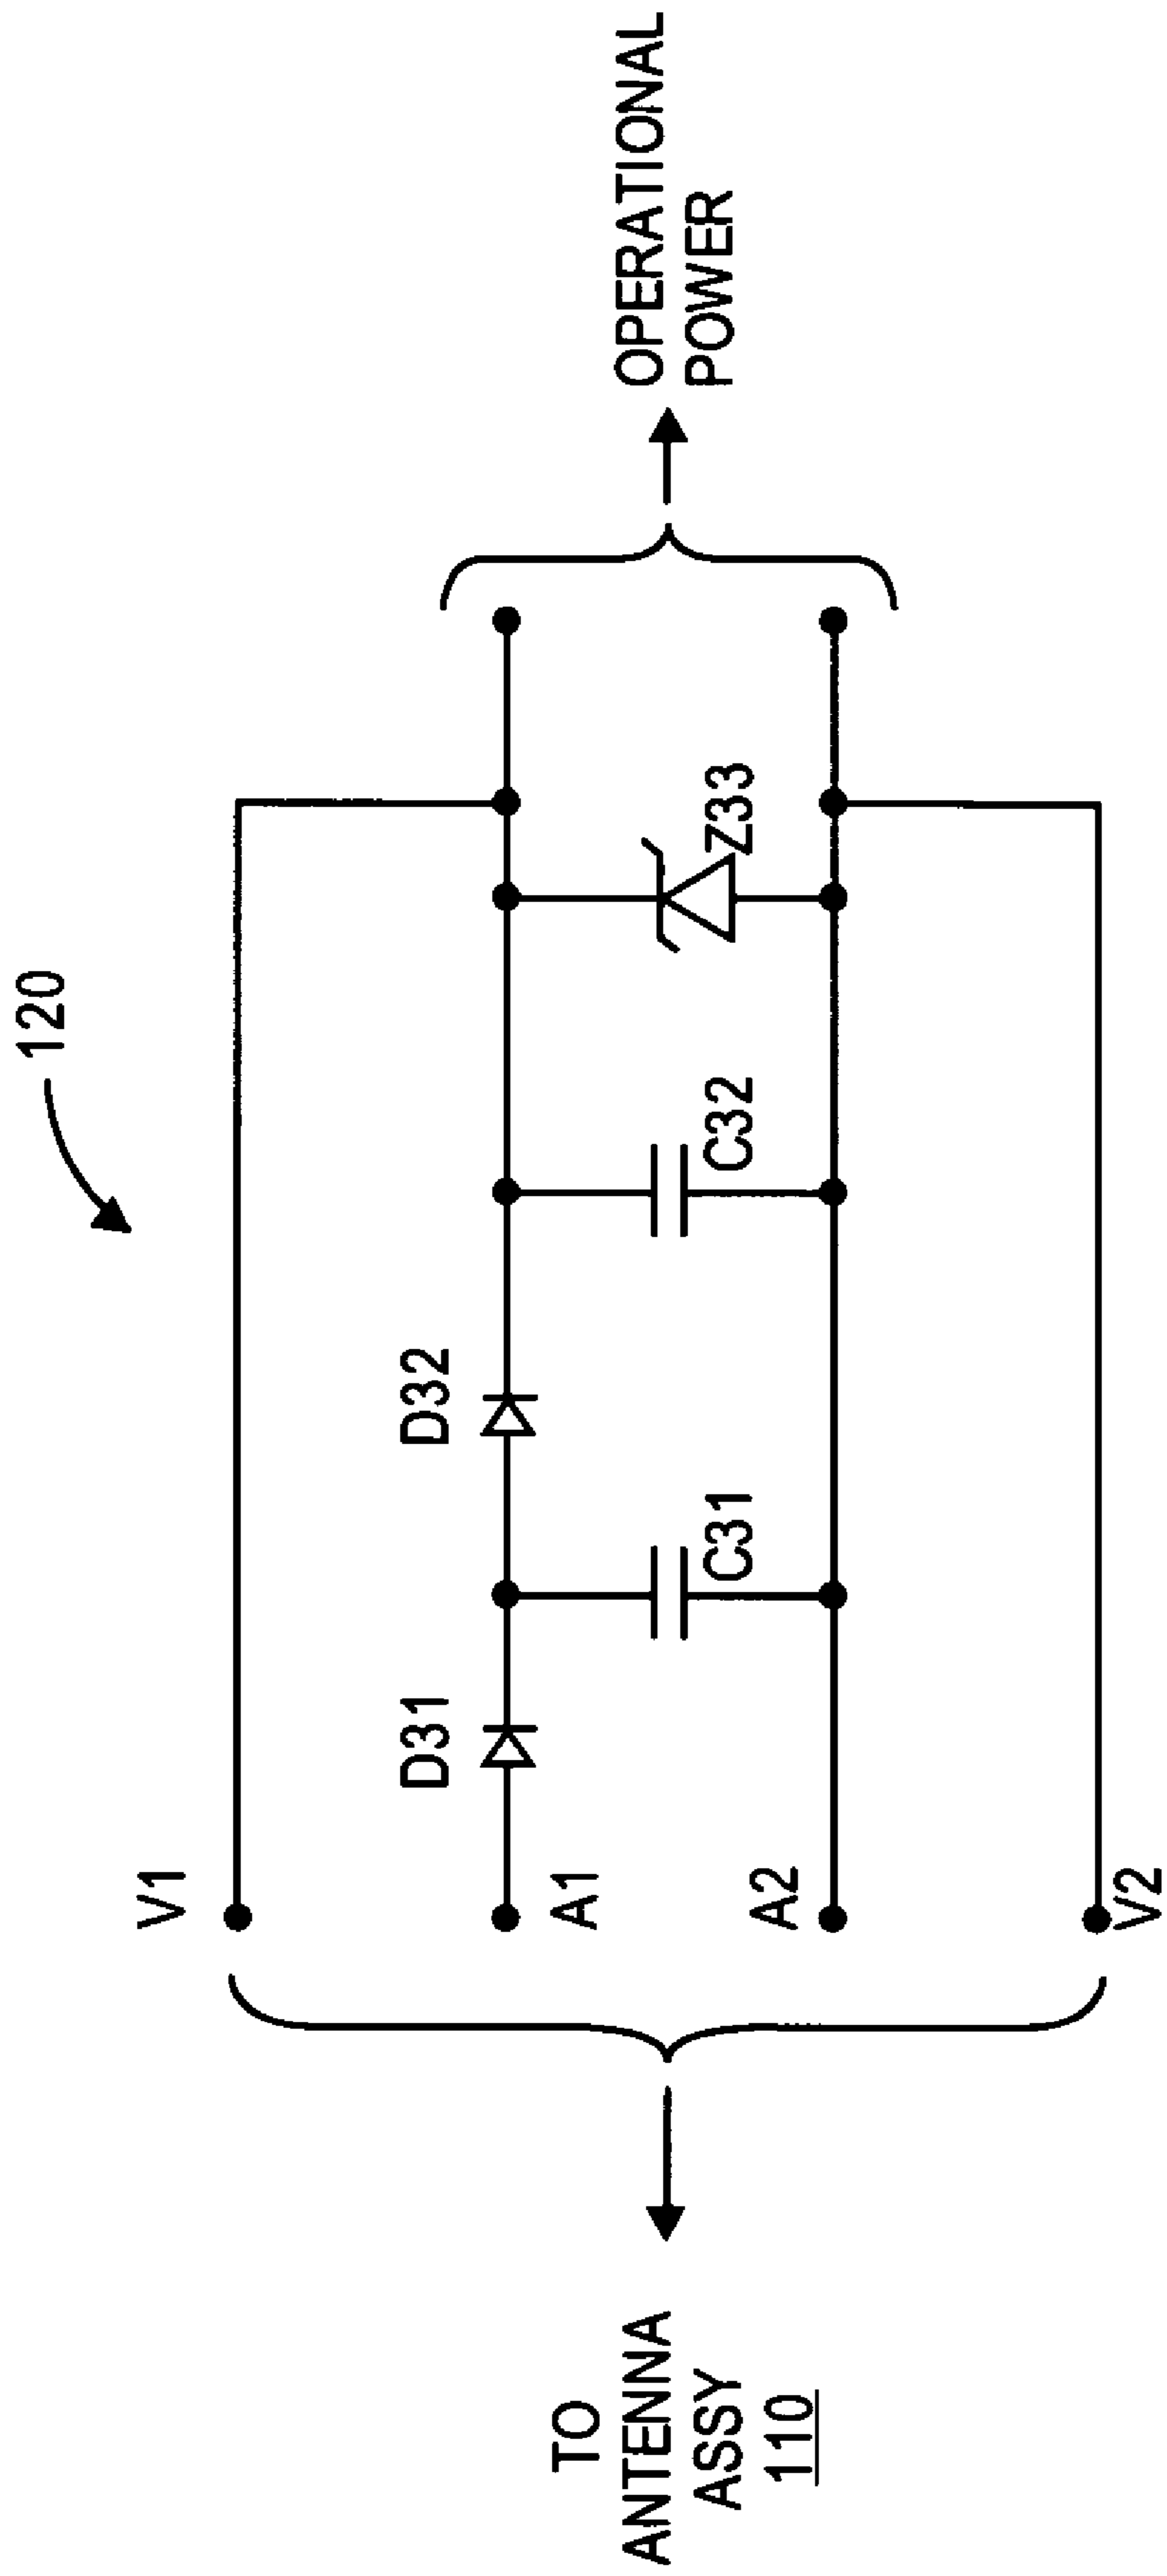 120
V1
D31
D32
OPERATIONAL
POWER
A1
C31
C32
Z33
A2
V2
TO
ANTENNA
ASSY
110